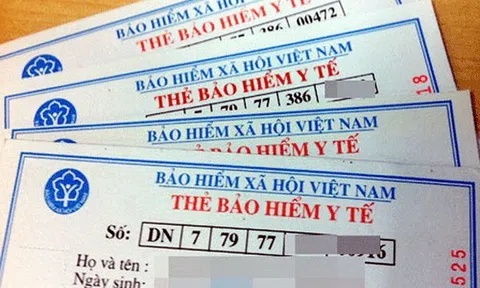 BẢO HIỂM XÃ HỘI VIỆT NAM
THẺ BẢO HIỂM Y TẾ
386 00472
BẢO HIỂM XÃ HỘI VIỆT NAM
THẺ BẢO HIỂM Y TẾ
7 79 77 386
18
BẢO HIỂM XÃ HỘI VIỆT NAM
THẺ BẢO HIỂM Y TẾ
BẢO HIỂM XÃ HỘI VIỆT NAM
THẺ BẢO HIỂM Y TẾ
Số: DN 7 79 77
Họ và tên :
Ngày sinh:
525